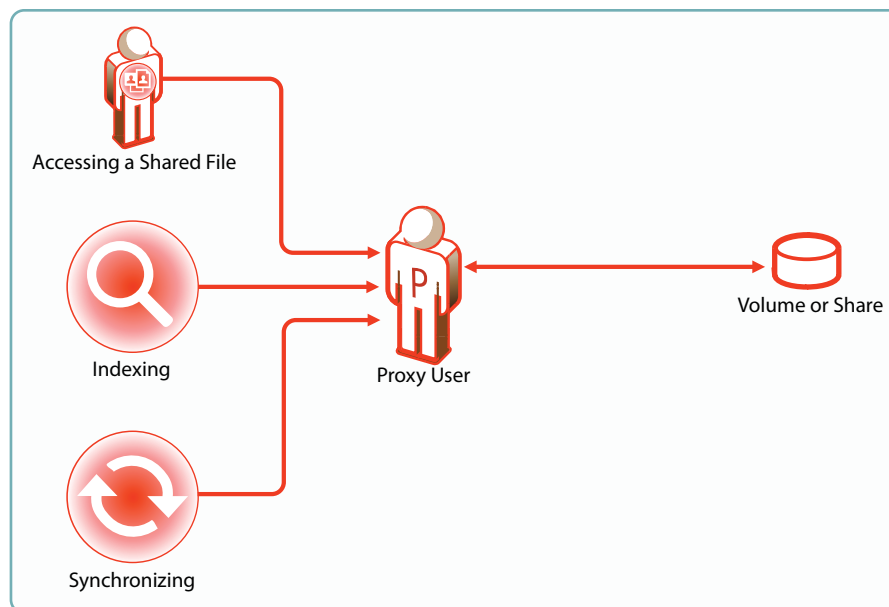 Accessing a Shared File
P
Volume or Share
Indexing
Proxy User
Synchronizing